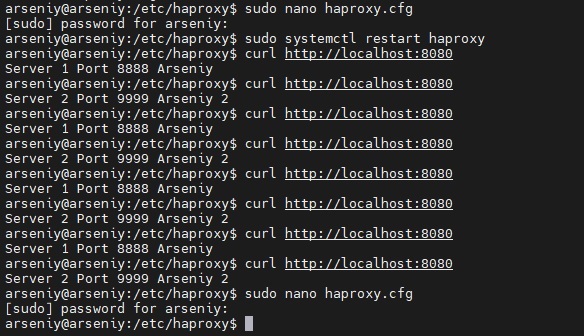 arseniy@arseniy:/etc/haproxy$ sudo nano haproxy.cfg
[sudo] password for arseniy:
arseniy@arseniy:/etc/haproxy$ sudo systemctl restart haproxy
arseniy@arseniy:/etc/haproxy$ curl http://localhost:8080
Server 1 Port 8888 Arseniy
arseniy@arseniy:/etc/haproxy$ curl http://localhost:8080
Server 2 Port 9999 Arseniy 2
arseniy@arseniy:/etc/haproxy$ curl http://localhost:8080
Server 1 Port 8888 Arseniy
arseniy@arseniy:/etc/haproxy$ curl http://localhost:8080
Server 2 Port 9999 Arseniy 2
arseniy@arseniy:/etc/haproxy$ curl http://localhost:8080
Server 1 Port 8888 Arseniy
arseniy@arseniy:/etc/haproxy$ curl http://localhost:8080
Server 2 Port 9999 Arseniy 2
arseniy@arseniy:/etc/haproxy$ curl http://localhost:8080
Server 1 Port 8888 Arseniy
arseniy@arseniy:/etc/haproxy$ curl http://localhost:8080
Server 2 Port 9999 Arseniy 2
arseniy@arseniy:/etc/haproxy$ sudo nano haproxy.cfg
[sudo] password for arseniy:
arseniy@arseniy:/etc/haproxy$